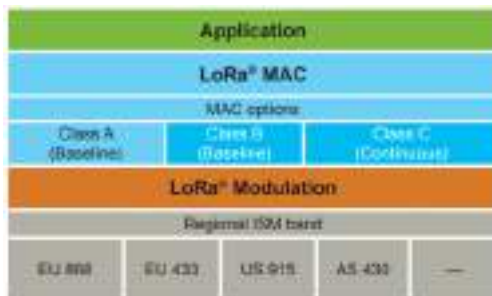 Application
LoRa® MAC
MAC options
Class A
(Baseline)
Class B
(Baseline)
Class C
(Continuous)
LoRa® Modulation
Regional ISM band
EU 868
EU 433
US 915
AS 430
—